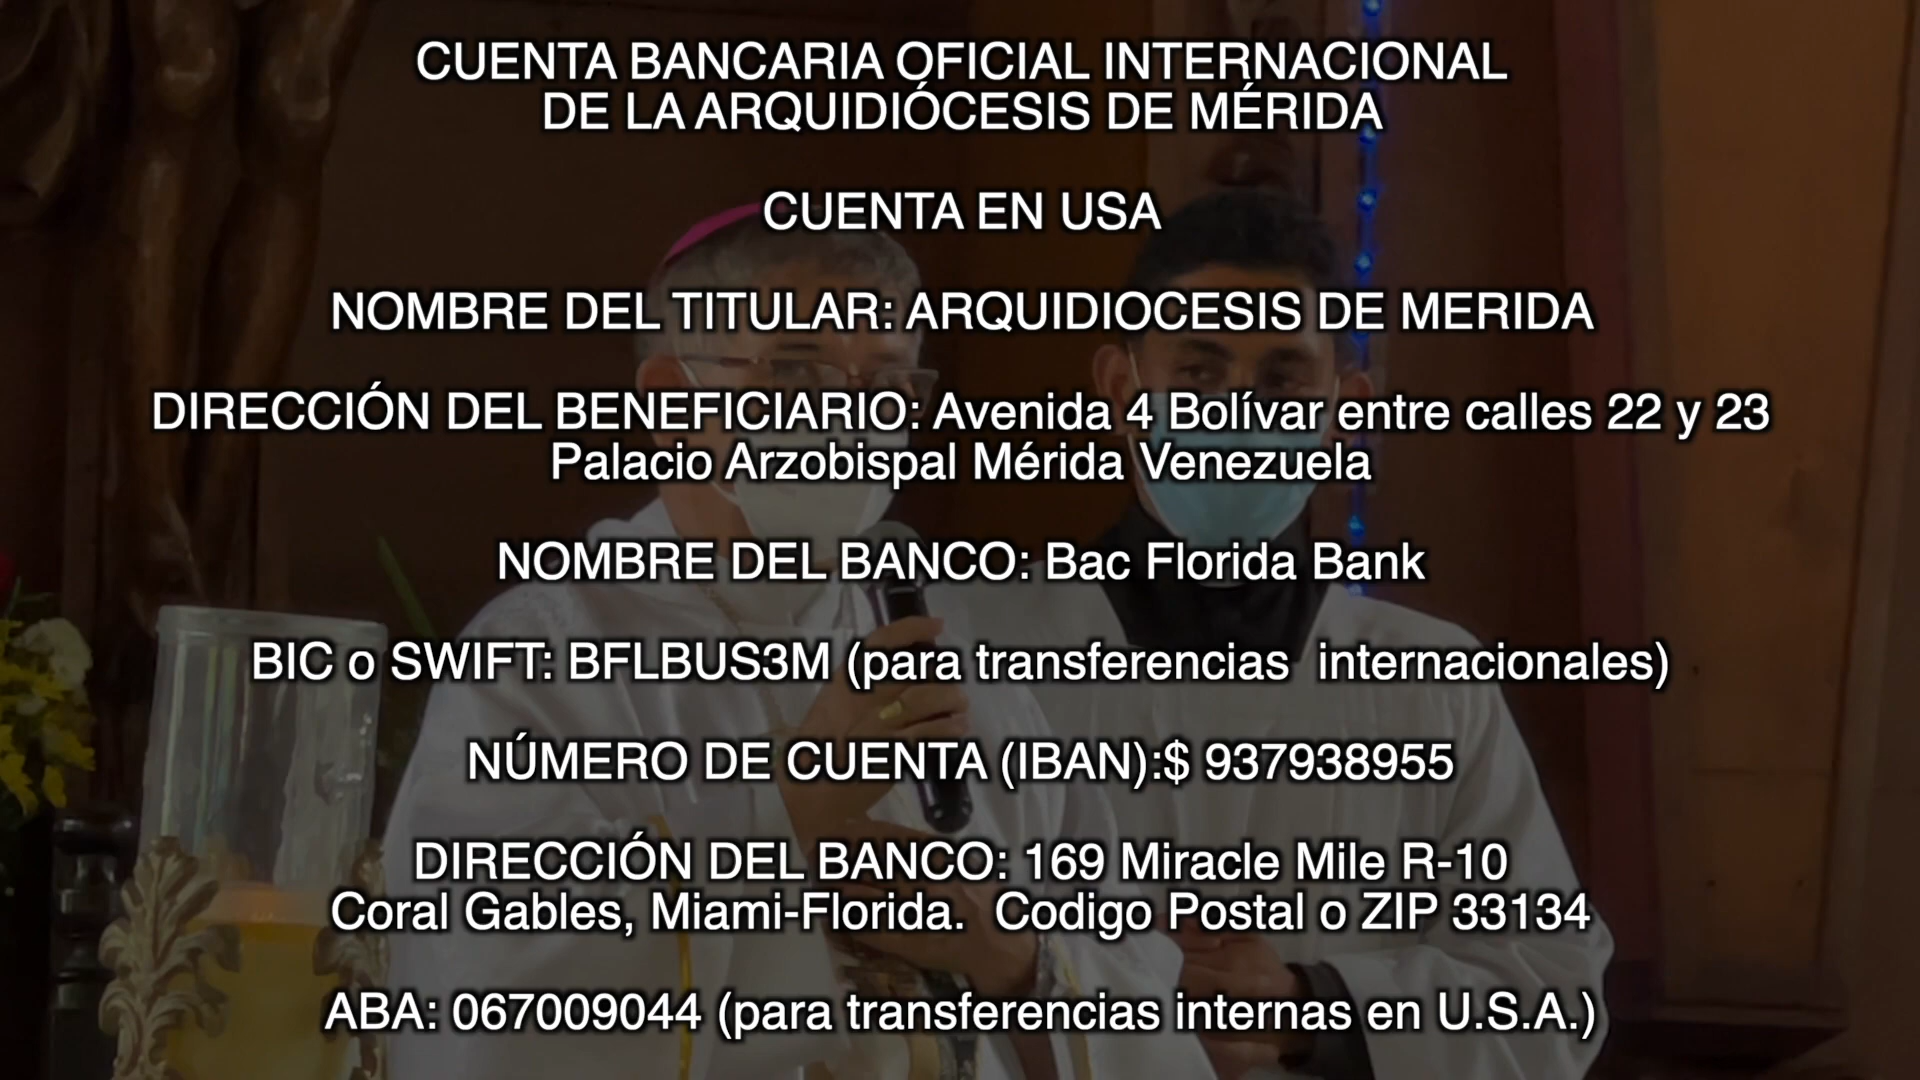 CUENTA BANCARIA OFICIAL INTERNACIONAL
DE LA ARQUIDIÓCESIS DE MÉRIDA
CUENTA EN USA
NOMBRE DEL TITULAR: ARQUIDIOCESIS DE MERIDA
DIRECCIÓN DEL BENEFICIARIO: Avenida 4 Bolívar entre calles 22 y 23
Palacio Arzobispal Mérida Venezuela
NOMBRE DEL BANCO: Bac Florida Bank
BIC o SWIFT: BFLBUS3M (para transferencias  internacionales)
NÚMERO DE CUENTA (IBAN):$ 937938955
DIRECCIÓN DEL BANCO: 169 Miracle Mile R-10
Coral Gables, Miami-Florida.  Codigo Postal o ZIP 33134
ABA: 067009044 (para transferencias internas en U.S.A.)